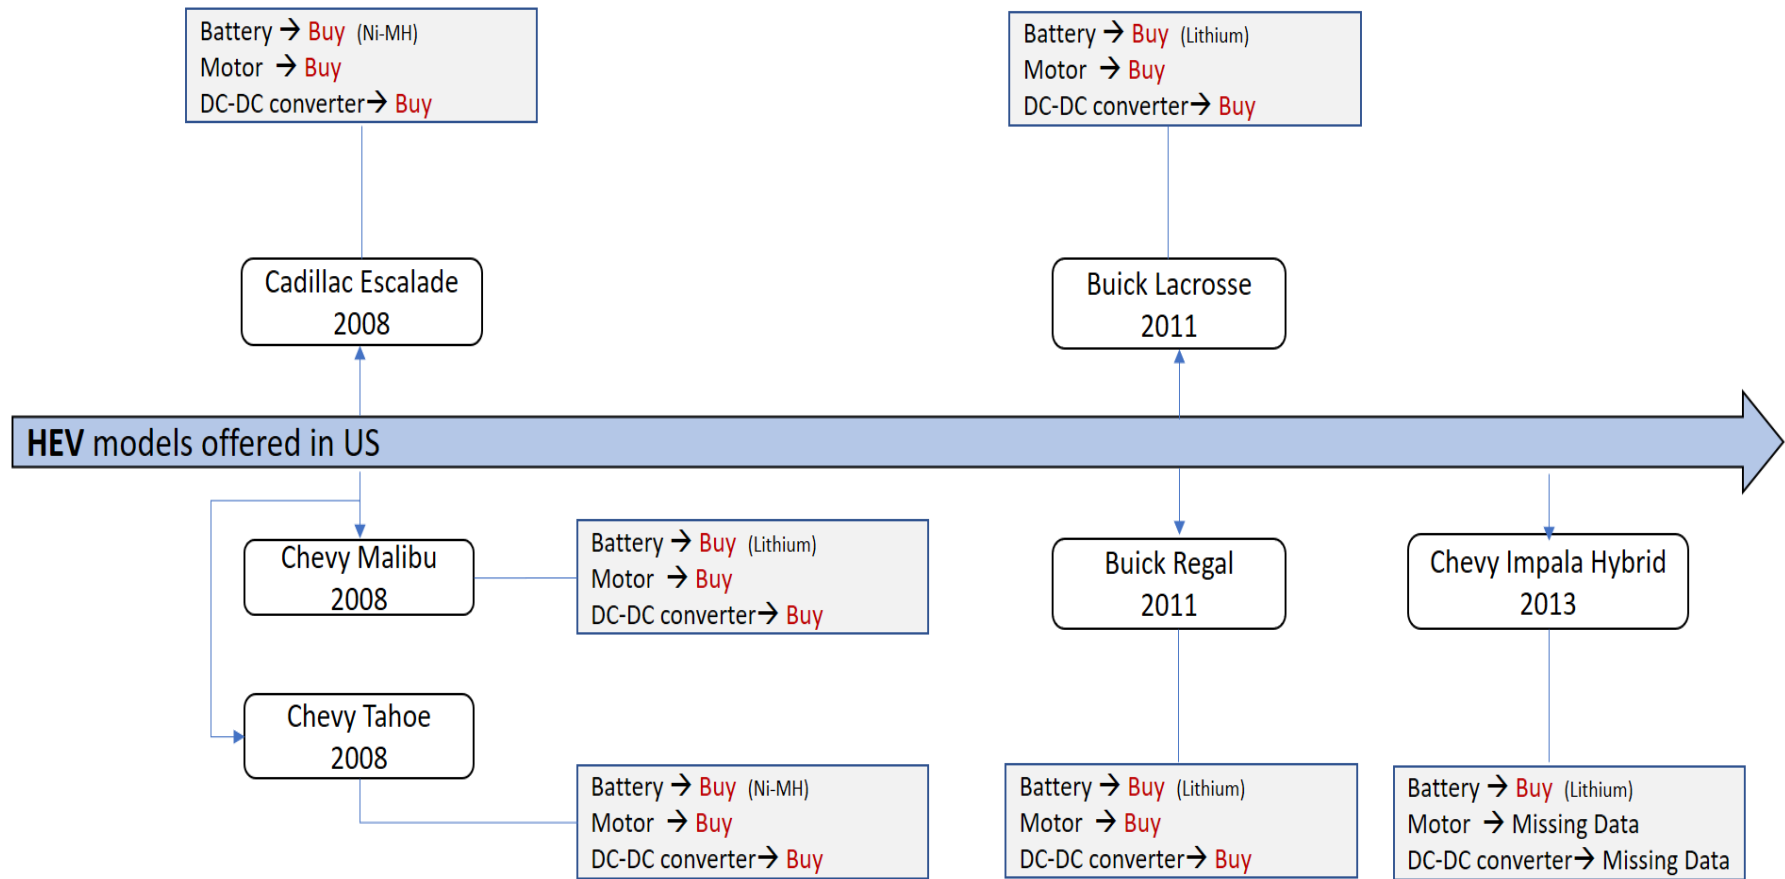 Battery → Buy (Ni-MH)
Motor → Buy
DC-DC converter→ Buy
Battery → Buy (Lithium)
Motor → Buy
DC-DC converter→ Buy
Cadillac Escalade
2008
Buick Lacrosse
2011
HEV models offered in US
Chevy Malibu
2008
Battery → Buy (Lithium)
Motor → Buy
DC-DC converter→ Buy
Buick Regal
2011
Chevy Impala Hybrid
2013
Chevy Tahoe
2008
Battery → Buy (Ni-MH)
Motor → Buy
DC-DC converter→ Buy
Battery → Buy (Lithium)
Motor → Buy
DC-DC converter→ Buy
Battery → Buy (Lithium)
Motor → Missing Data
DC-DC converter→ Missing Data